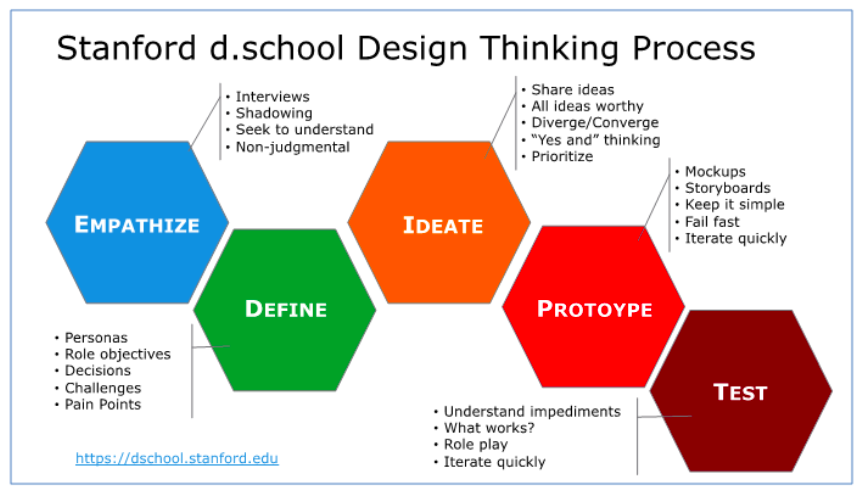 Stanford d.school Design Thinking Process
• Interviews
• Shadowing
• Seek to understand
• Non-judgmental
EMPATHIZE
• Personas
• Role objectives
• Decisions
• Challenges
• Pain Points
DEFINE
• Share ideas
• All ideas worthy
• Diverge/Converge
• “Yes and” thinking
• Prioritize
IDEATE
• Mockups
• Storyboards
• Keep it simple
• Fail fast
• Iterate quickly
PROTOYPE
• Understand impediments
• What works?
• Role play
• Iterate quickly
TEST
https://dschool.stanford.edu